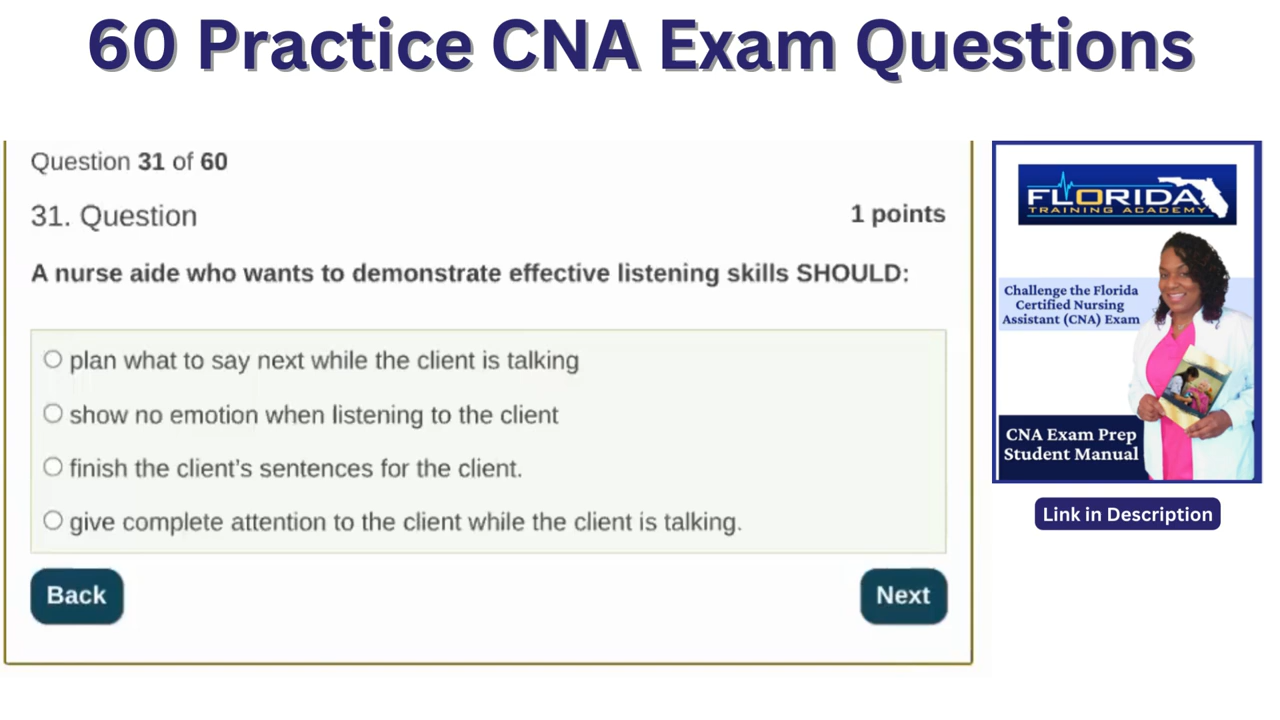 60 Practice CNA Exam Questions
Question 31 of 60
31. Question
1 points
A nurse aide who wants to demonstrate effective listening skills SHOULD:
plan what to say next while the client is talking
show no emotion when listening to the client
finish the client's sentences for the client.
give complete attention to the client while the client is talking.
Back
Next
FLORIDA
TRAINING ACADEMY
Challenge the Florida
Certified Nursing
Assistant (CNA) Exam
CNA Exam Prep
Student Manual
Link in Description